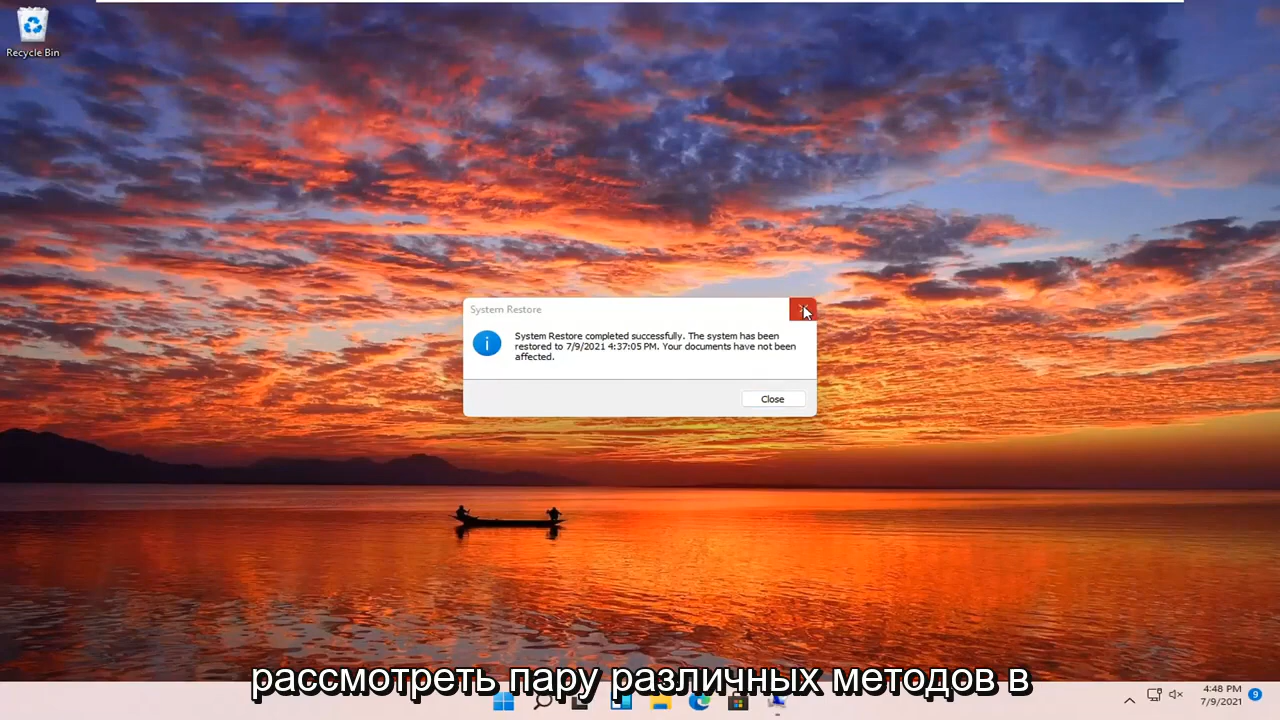 Recycle Bin
System Restore
System Restore completed successfully. The system has been
restored to 7/9/2021 4:37:05 PM. Your documents have not been
affected.
Close
рассмотреть пару различных методов в
4:48 PM
7/9/2021
9